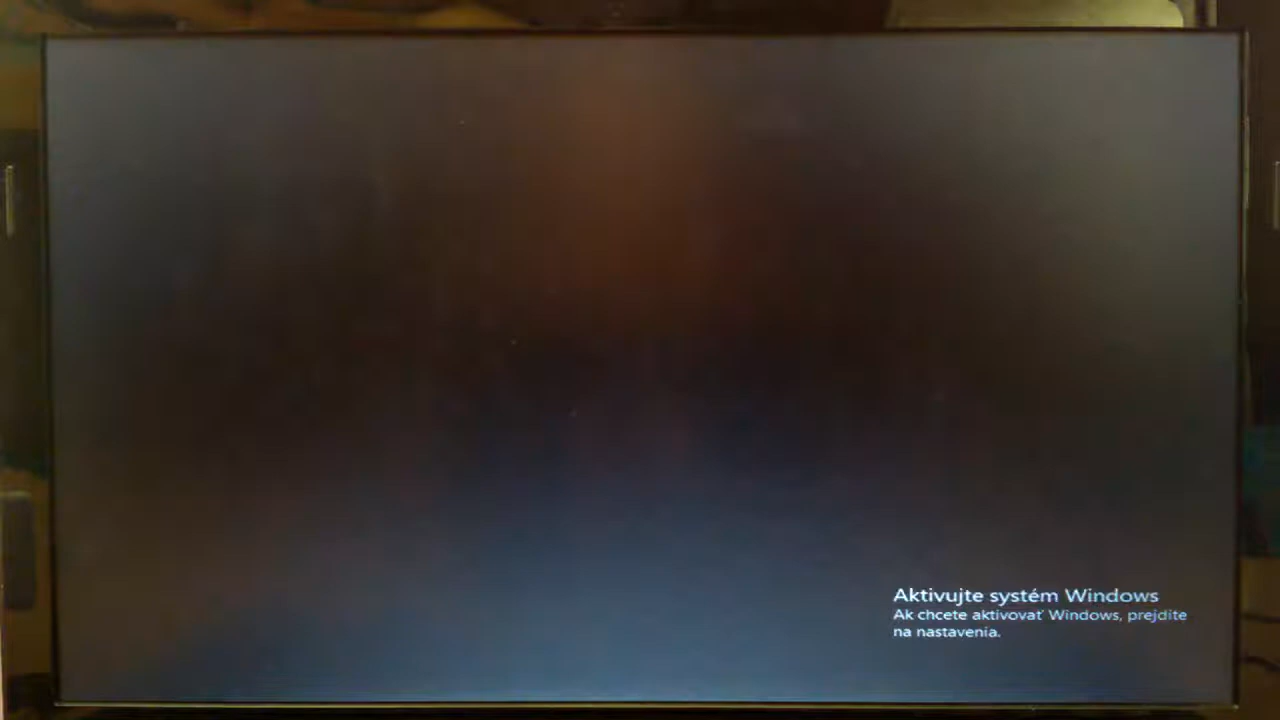 Aktivujte systém Windows
Ak chcete aktivovať Windows, prejdite
na nastavenia.